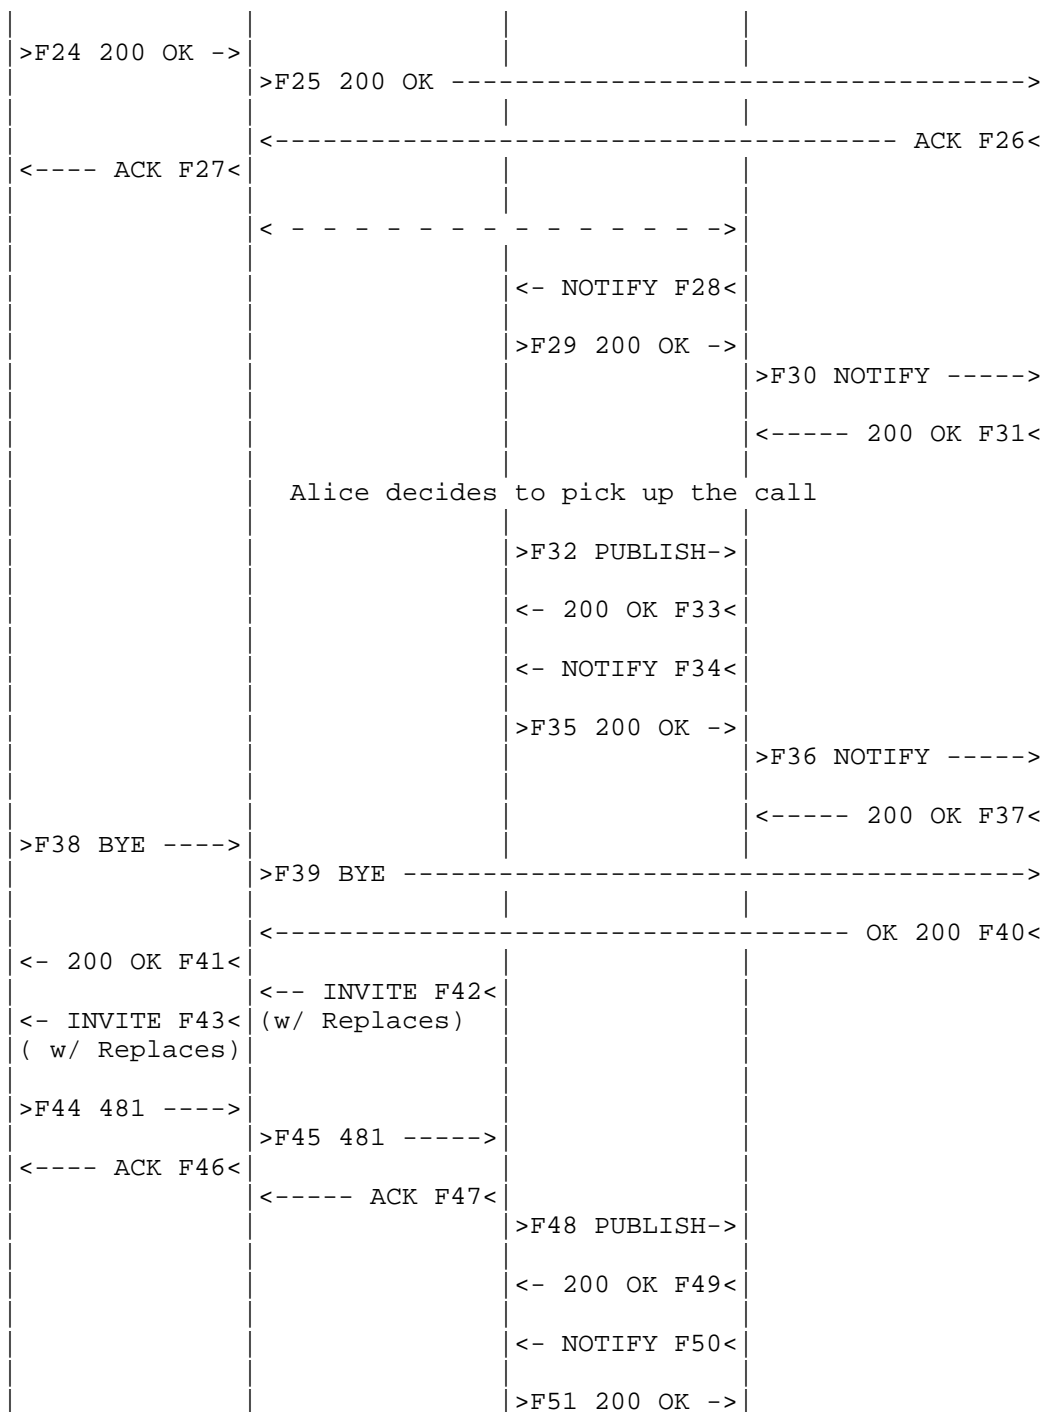 |>F24 200 OK ->|
>F25 200 OK ------------------------------------>
<--------------------------------------- ACK F26<
|<---- ACK F27<|
|< - - - - - - - - - - - - - - ->|
|<- NOTIFY F28<|
|>F29 200 OK ->|
|>F30 NOTIFY ----->
|<----- 200 OK F31<
Alice decides to pick up the call
|>F32 PUBLISH->|
|<- 200 OK F33<|
|<- NOTIFY F34<|
|>F35 200 OK ->|
|>F36 NOTIFY ----->
|<----- 200 OK F37<
|>F38 BYE ---->|
|>F39 BYE --------------------------------------->
|<------------------------------------ OK 200 F40<
|<- 200 OK F41<|
|<-- INVITE F42<|
|<- INVITE F43<|(w/ Replaces)
|( w/ Replaces)|
|>F44 481 ---->|
|>F45 481 ----->|
|<---- ACK F46<|
|<----- ACK F47<|
|>F48 PUBLISH->|
|<- 200 OK F49<|
|<- NOTIFY F50<|
|>F51 200 OK ->|